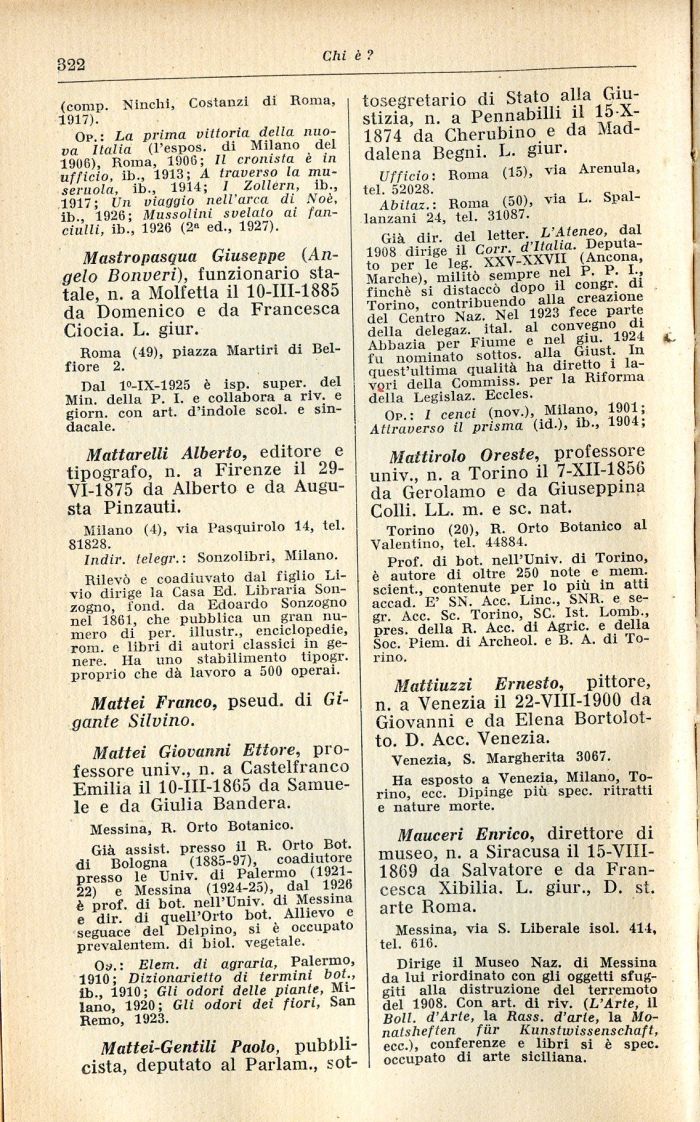 322
Chi è ?
(comp. Ninchi, Costanzi di Roma,
1917).
Op.: La prima vittoria della nuo-
va Italia (l'espos. di Milano del
1906), Roma, 1906; Il cronista è in
ufficio, ib., 1913; A traverso la mu-
seruola, ib., 1914; I Zollern, ib.,
1917; Un viaggio nell'arca di Noè,
ib., 1926; Mussolini svelato ai fan-
ciulli, ib., 1926 (2ª ed., 1927).
Mastropasqua Giuseppe (An-
gelo Bonveri), funzionario sta-
tale, n. a Molfetta il 10-III-1885
da Domenico e da Francesca
Ciocia. L. giur.
Roma (49), piazza Martiri di Bel-
fiore 2.
Dal 1º-IX-1925 è isp. super. del
Min. della P. I. e collabora a riv. e
giorn. con art. d'indole scol. e sin-
dacale.
Mattarelli Alberto, editore e
tipografo, n. a Firenze il 29-
VI-1875 da Alberto e da Augu-
sta Pinzauti.
Milano (4), via Pasquirolo 14, tel.
81828.
Indir. telegr.: Sonzolibri, Milano.
Rilevò e coadiuvato dal figlio Li-
vio dirige la Casa Ed. Libraria Son-
zogno, fond. da Edoardo Sonzogno
nel 1861, che pubblica un gran nu-
mero di per. illustr., enciclopedie,
rom. e libri di autori classici in ge-
nere. Ha uno stabilimento tipogr.
proprio che dà lavoro a 500 operai.
Mattei Franco, pseud. di Gi-
gante Silvino.
Mattei Giovanni Ettore, pro-
fessore univ., n. a Castelfranco
Emilia il 10-III-1865 da Samue-
le e da Giulia Bandera.
Messina, R. Orto Botanico.
Già assist. presso il R. Orto Bot.
di Bologna (1885-97), coadiutore
presso le Univ. di Palermo (1921-
22) e Messina (1924-25), dal 1926
è prof. di bot. nell'Univ. di Messina
e dir. di quell'Orto bot. Allievo e
seguace del Delpino, si è occupato
prevalentem. di biol. vegetale.
Op.: Elem. di agraria, Palermo,
1910; Dizionarietto di termini bot.,
ib., 1910; Gli odori delle piante, Mi-
lano, 1920; Gli odori dei fiori, San
Remo, 1923.
Mattei-Gentili Paolo, pubbli-
cista, deputato al Parlam., sot-
tosegretario di Stato alla Giu-
stizia, n. a Pennabilli il 15-X-
1874 da Cherubino e da Mad-
dalena Begni. L. giur.
Ufficio: Roma (15), via Arenula,
tel. 52028.
Abitaz.: Roma (50), via L. Spal-
lanzani 24, tel. 31087.
Già dir. del letter. L'Ateneo, dal
1908 dirige il Corr. d'Italia. Deputa-
to per le leg. XXV-XXVII (Ancona,
Marche), militò sempre nel P. P. I.,
finchè si distaccò dopo il congr. di
Torino, contribuendo alla creazione
del Centro Naz. Nel 1923 fece parte
della delegaz. ital. al convegno di
Abbazia per Fiume e nel giu. 1924
fu nominato sottos. alla Giust. In
quest'ultima qualità ha diretto i la-
vori della Commiss. per la Riforma
della Legislaz. Eccles.
Op.: I cenci (nov.), Milano, 1901;
Attraverso il prisma (id.), ib., 1904;
Mattirolo Oreste, professore
univ., n. a Torino il 7-XII-1856
da Gerolamo e da Giuseppina
Colli. LL. m. e sc. nat.
Torino (20), R. Orto Botanico al
Valentino, tel. 44884.
Prof. di bot. nell'Univ. di Torino,
è autore di oltre 250 note e mem.
scient., contenute per lo più in atti
accad. E' SN. Acc. Linc., SNR. e se-
gr. Acc. Sc. Torino, SC. Ist. Lomb.,
pres. della R. Acc. di Agric. e della
Soc. Piem. di Archeol. e B. A. di To-
rino.
Mattiuzzi Ernesto, pittore,
n. a Venezia il 22-VIII-1900 da
Giovanni e da Elena Bortolot-
to. D. Acc. Venezia.
Venezia, S. Margherita 3067.
Ha esposto a Venezia, Milano, To-
rino, ecc. Dipinge più spec. ritratti
e nature morte.
Mauceri Enrico, direttore di
museo, n. a Siracusa il 15-VIII-
1869 da Salvatore e da Fran-
cesca Xibilia. L. giur., D. st.
arte Roma.
Messina, via S. Liberale isol. 414,
tel. 616.
Dirige il Museo Naz. di Messina
da lui riordinato con gli oggetti sfug-
giti alla distruzione del terremoto
del 1908. Con art. di riv. (L'Arte, il
Boll. d'Arte, la Rass. d'arte, la Mo-
natsheften für Kunstwissenschaft,
ecc.), conferenze e libri si è spec.
occupato di arte siciliana.